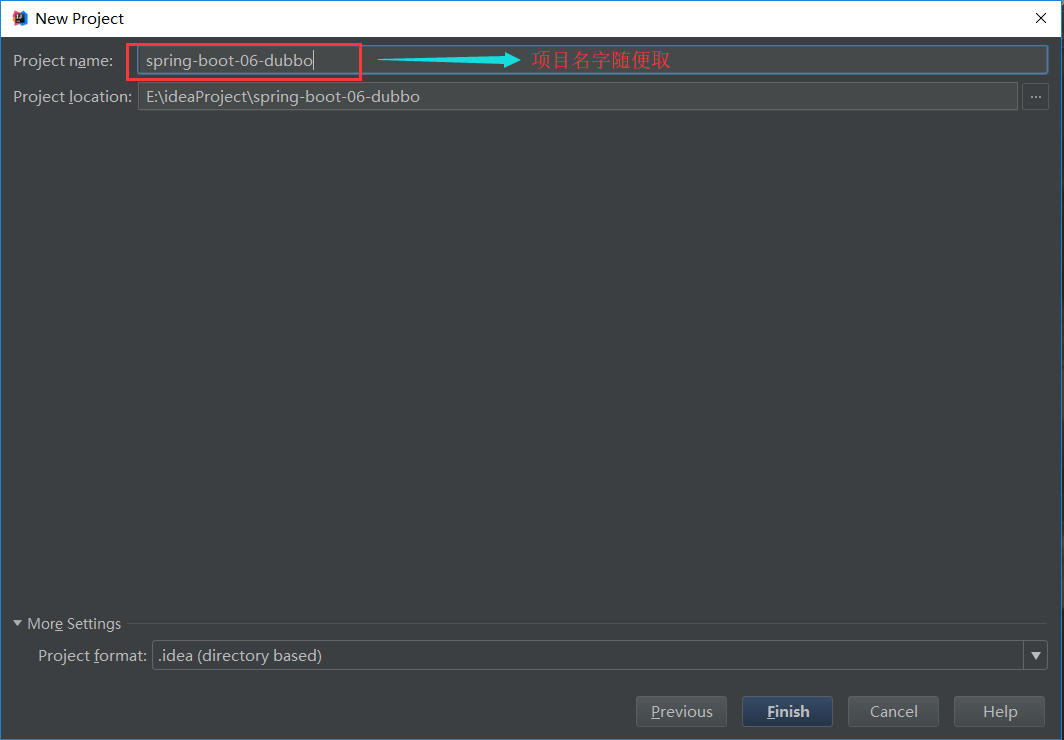 New Project
Project name: spring-boot-06-dubbo 项目名字随便取
Project location: E:\ideaProject\spring-boot-06-dubbo ...
More Settings
Project format: .idea (directory based)
Previous Finish Cancel Help